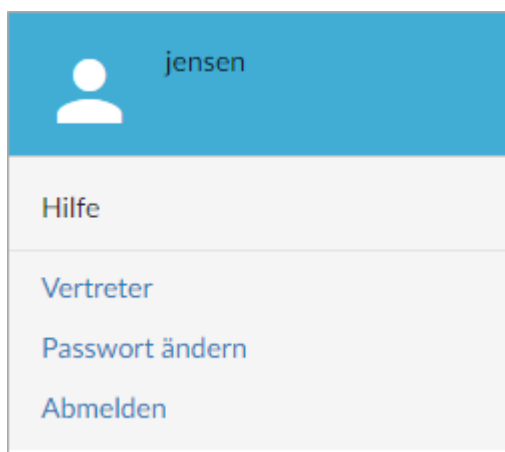 jensen
Hilfe
Vertreter
Passwort ändern
Abmelden